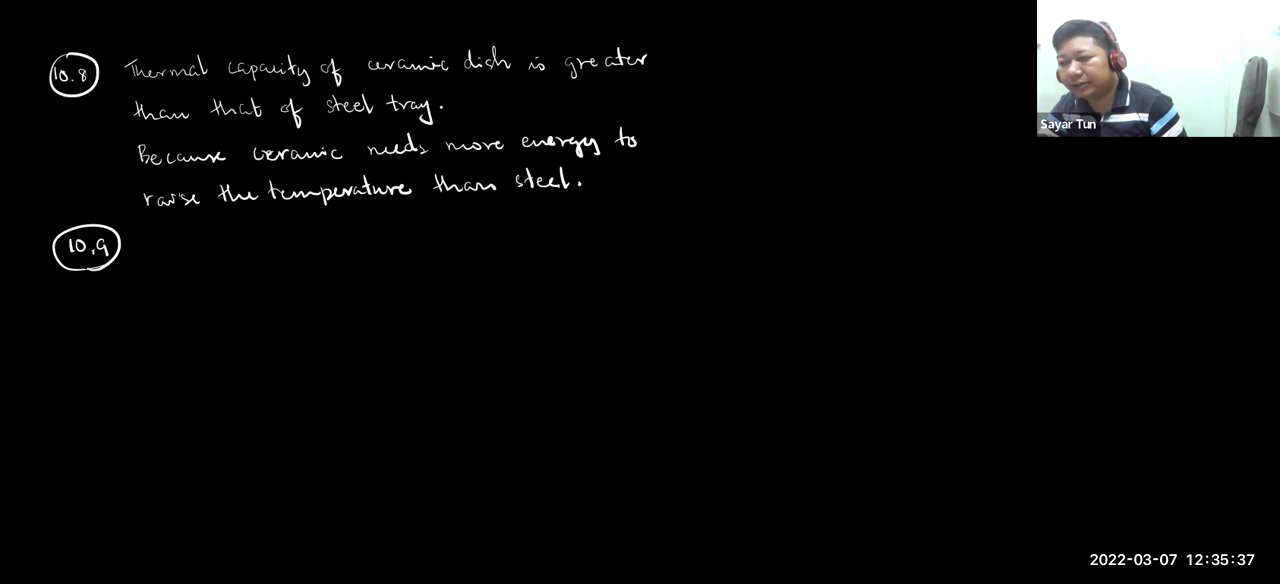 10.8 Thermal capacity of ceramic dish is greater
than that of steel tray.
Because ceramic needs more energy to
raise the temperature than steel.
10.9
Sayar Tun
2022-03-07 12:35:37